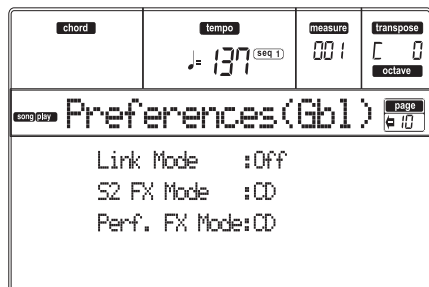 chord
tempo
measure
transpose
♩= 137 seq 1
001
C 0
octave
song play
Preferences(Gbl)
page
10
Link Mode :Off
S2 FX Mode :CD
Perf. FX Mode:CD